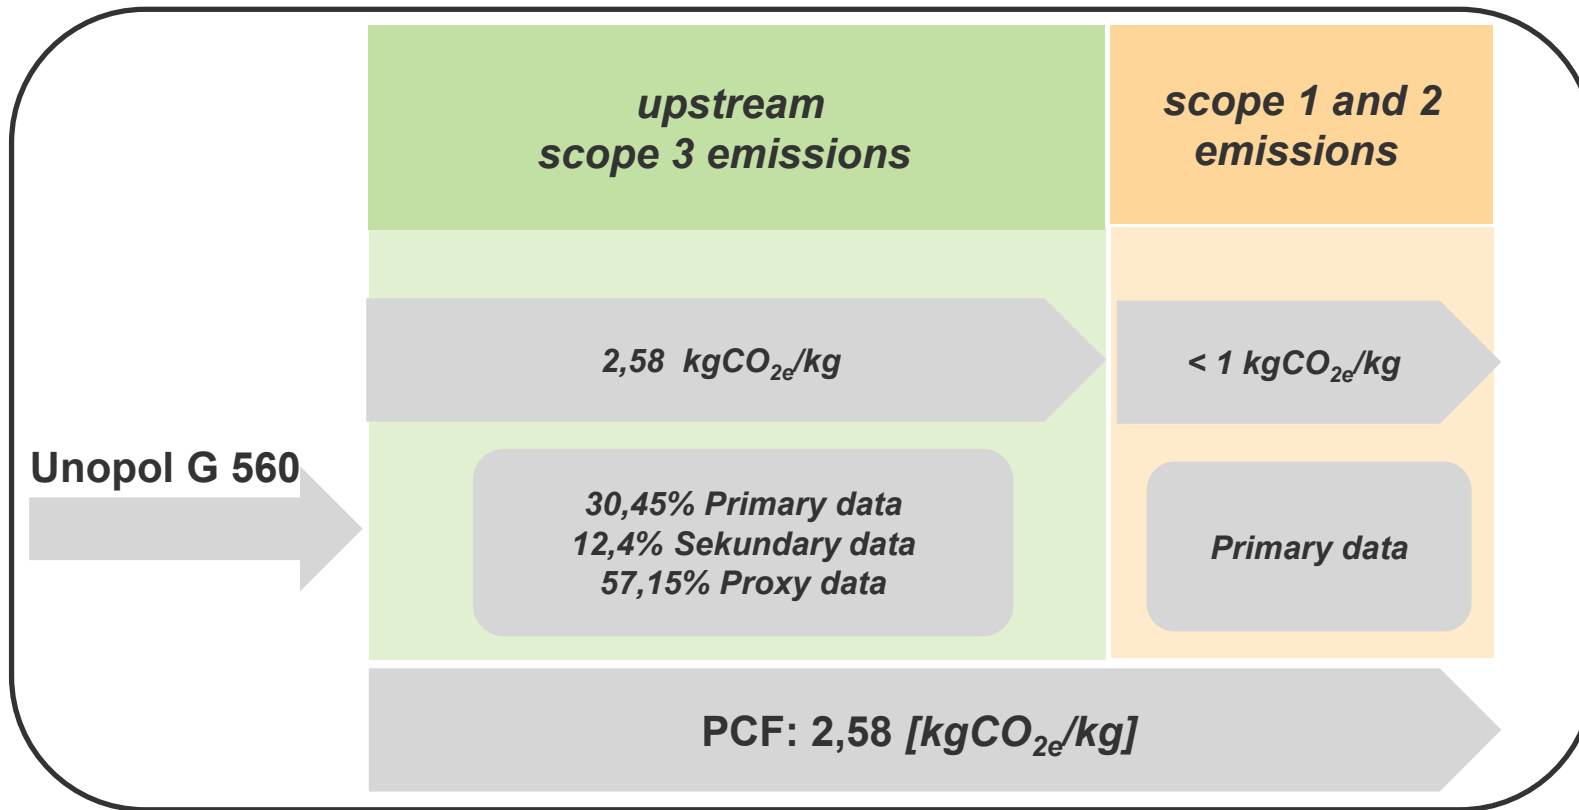 upstream
scope 3 emissions
scope 1 and 2
emissions
2,58 kgCO2e/kg
< 1 kgCO2e/kg
Unopol G 560
30,45% Primary data
12,4% Sekundary data
57,15% Proxy data
Primary data
PCF: 2,58 [kgCO2e/kg]